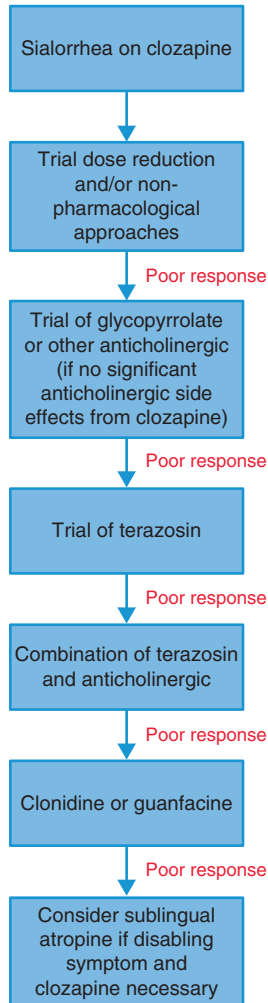 Sialorrhea on clozapine
Trial dose reduction
and/or non-
pharmacological
approaches
Poor response
Trial of glycopyrrolate
or other anticholinergic
(if no significant
anticholinergic side
effects from clozapine)
Poor response
Trial of terazosin
Poor response
Combination of terazosin
and anticholinergic
Poor response
Clonidine or guanfacine
Poor response
Consider sublingual
atropine if disabling
symptom and
clozapine necessary